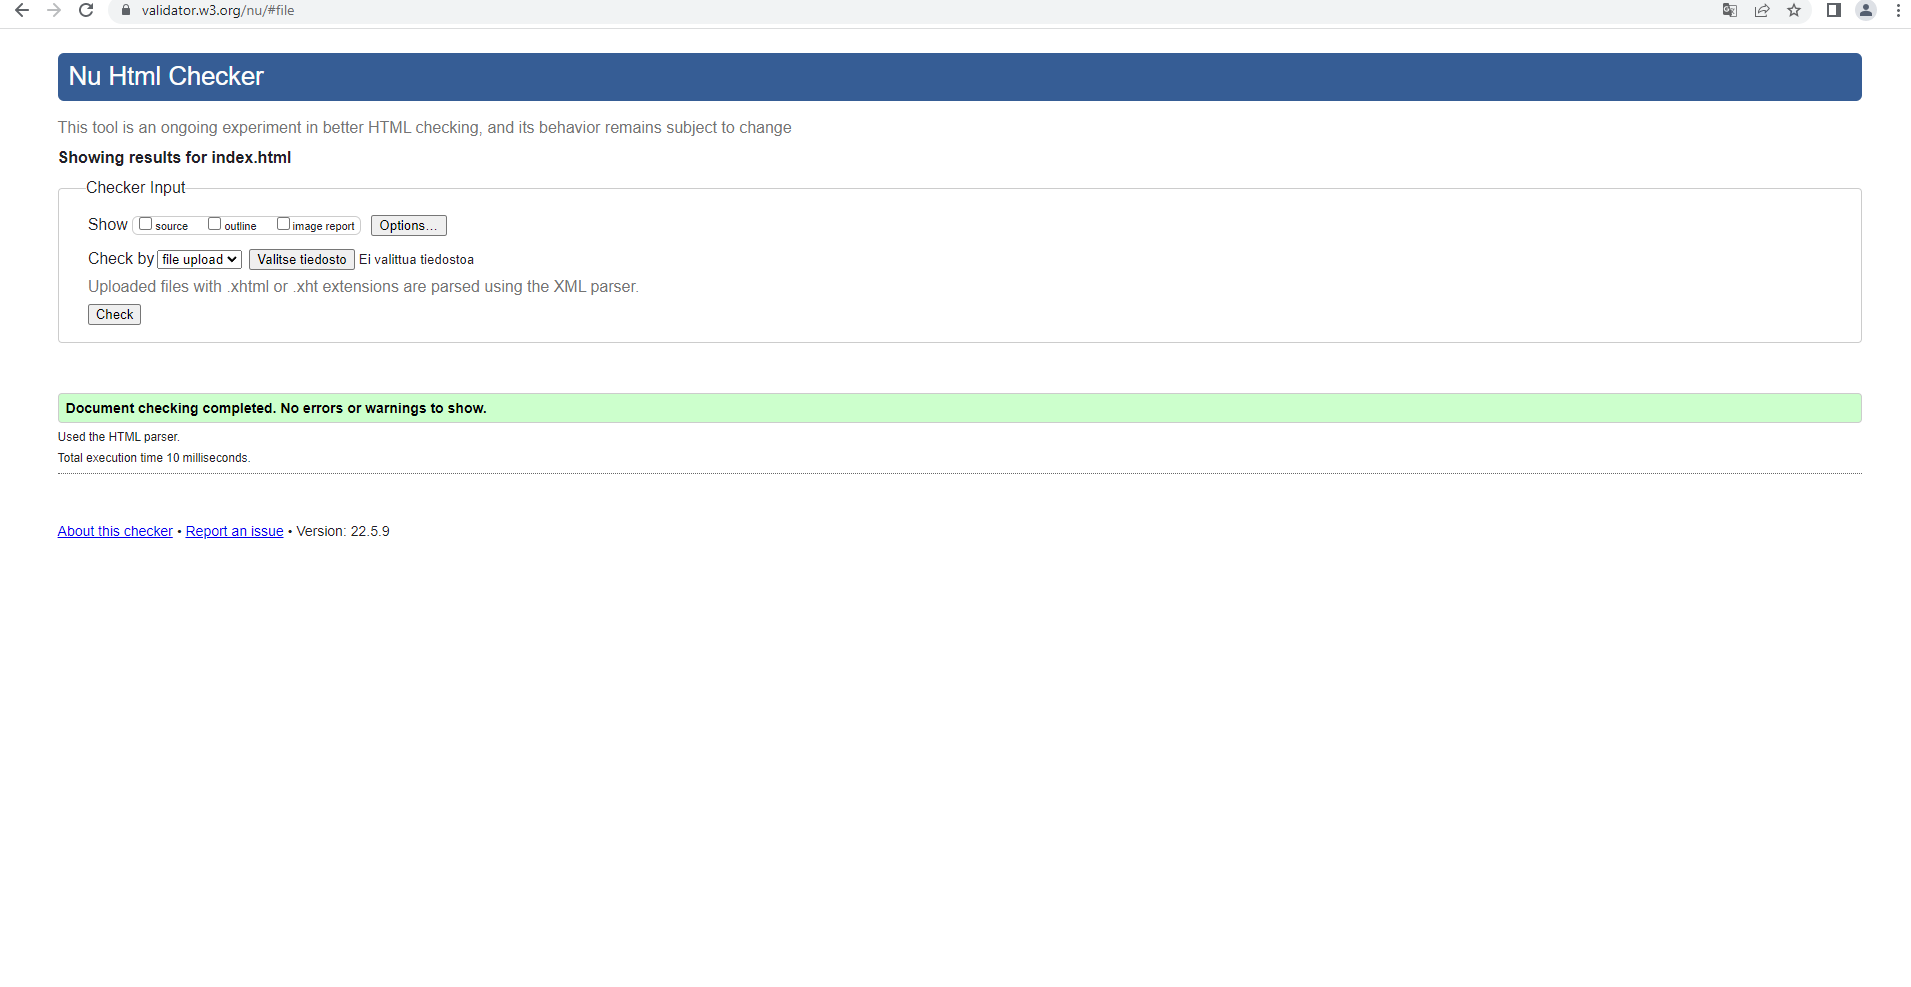 validator.w3.org/nu/#file
Nu Html Checker
This tool is an ongoing experiment in better HTML checking, and its behavior remains subject to change
Showing results for index.html
Checker Input
Show source outline image report Options...
Check by file upload Valitse tiedosto Ei valittua tiedostoa
Uploaded files with .xhtml or .xht extensions are parsed using the XML parser.
Check
Document checking completed. No errors or warnings to show.
Used the HTML parser.
Total execution time 10 milliseconds.
About this checker • Report an issue • Version: 22.5.9